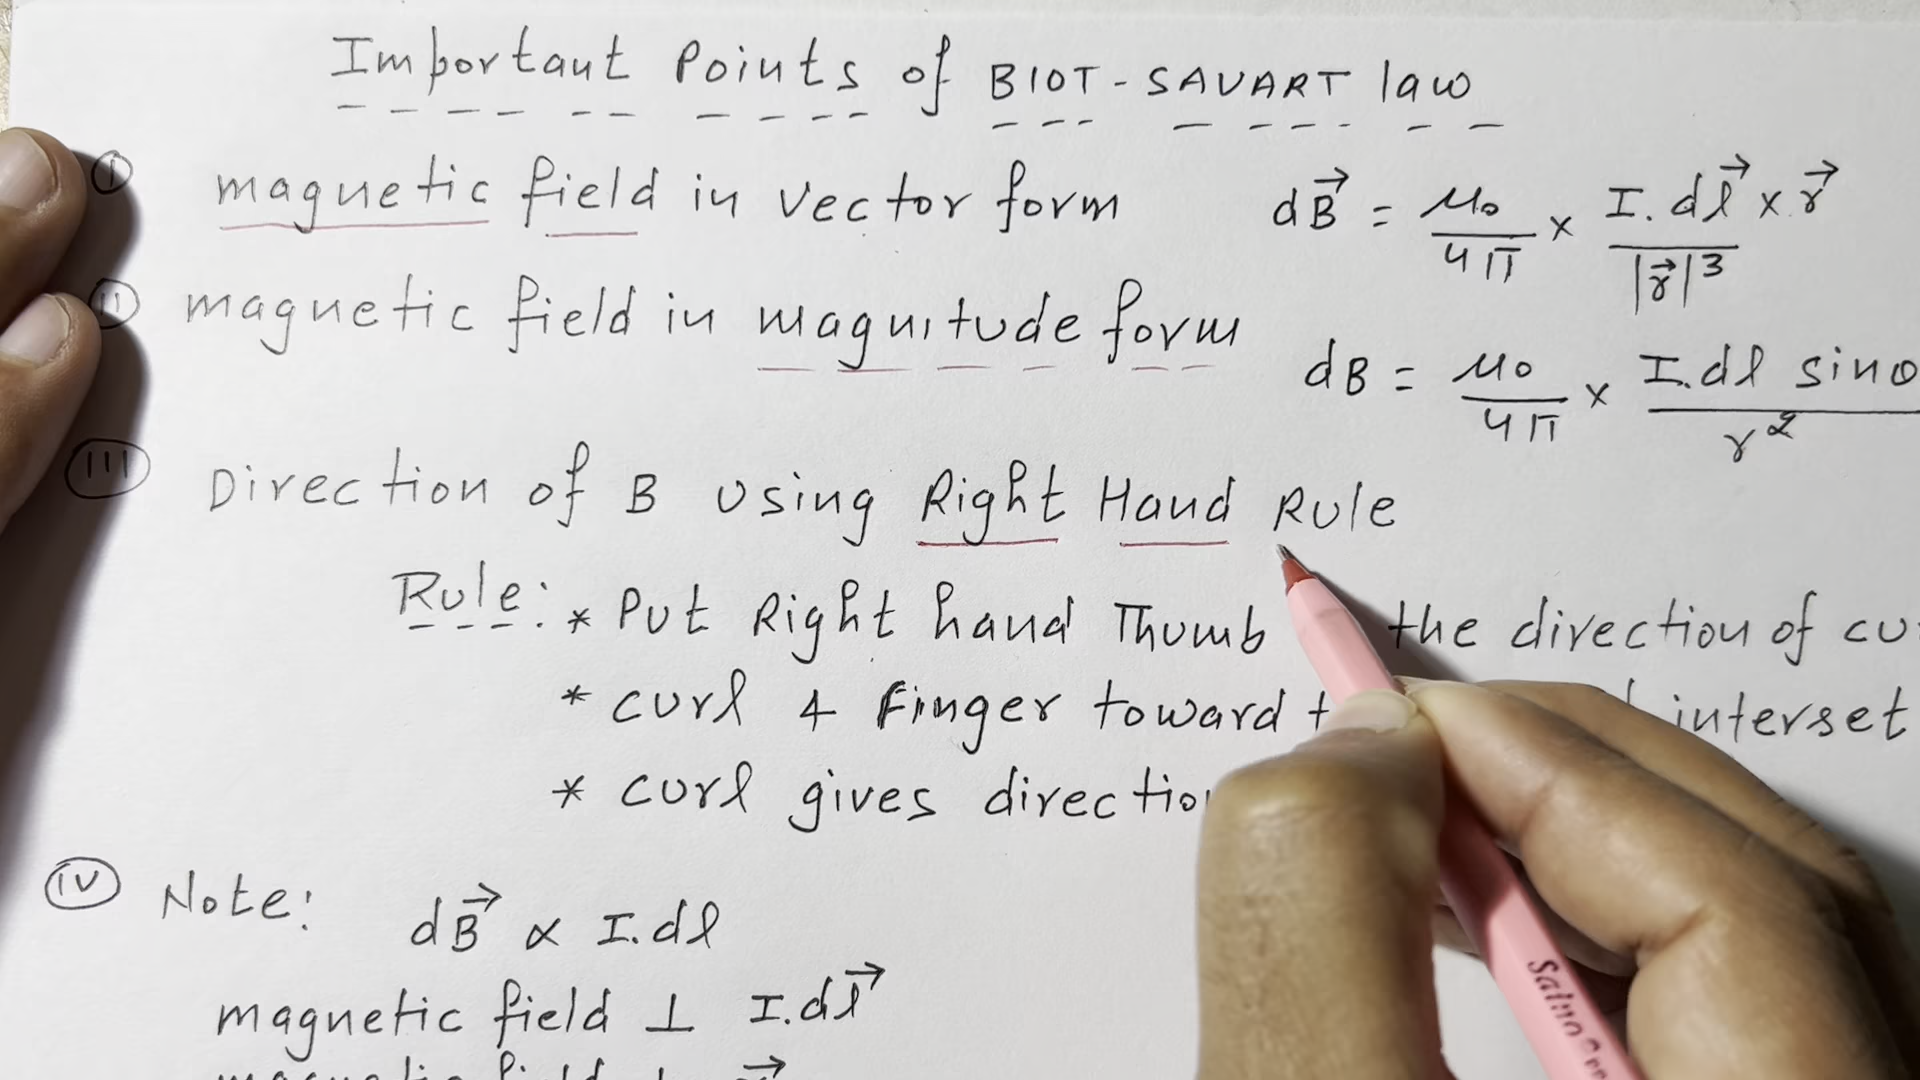 Important Points of BIOT-SAVART law
I magnetic field in vector form dB⃗ = μ₀/4π × I.dl⃗ × r⃗/|r⃗|³
II magnetic field in magnitude form dB = μ₀/4π × I.dl sinθ/r²
III Direction of B using Right Hand Rule
Rule: * Put Right hand Thumb the direction of cu
* curl 4 Finger toward interset
* curl gives directio
IV Note: dB⃗ ∝ I.dl
magnetic field ⊥ I.dl⃗
magnetic field ⊥